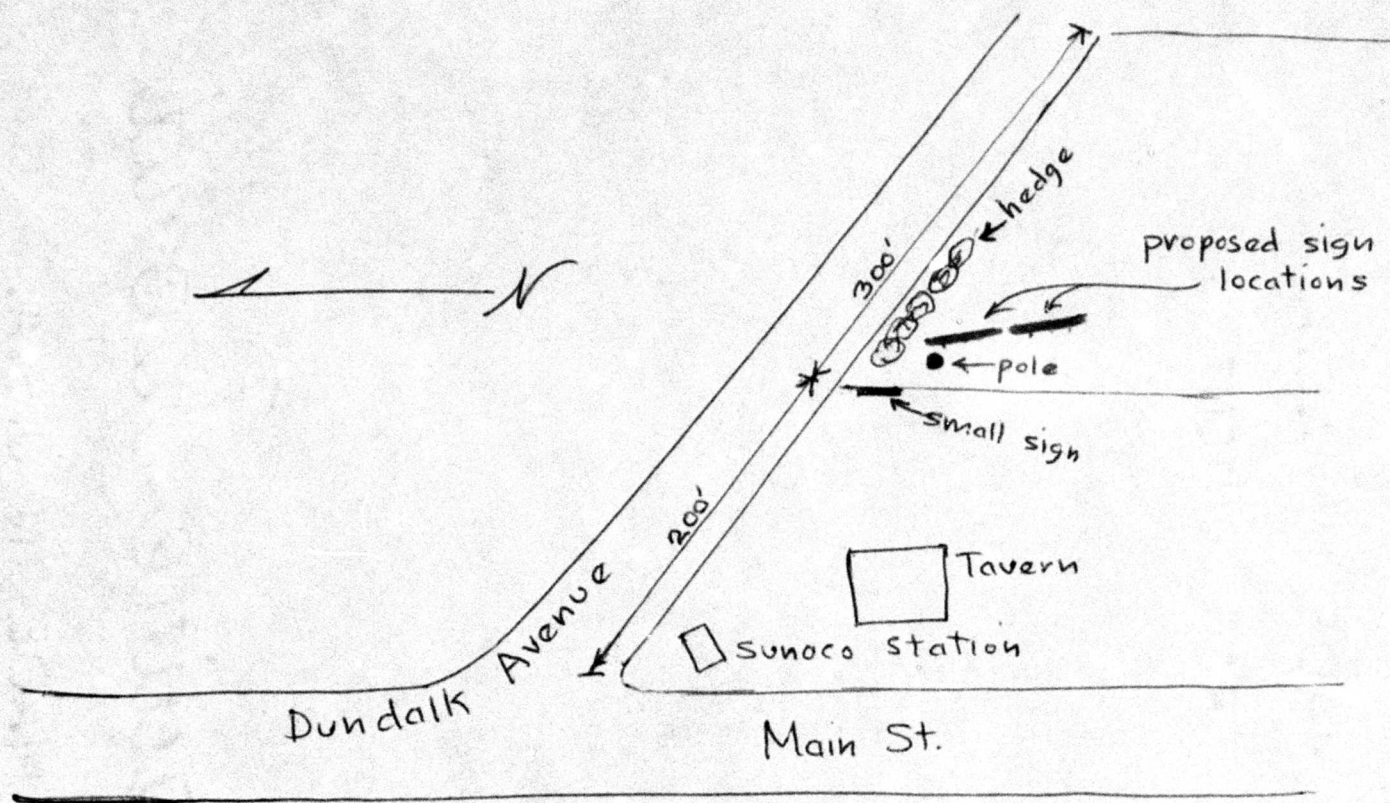 hedge
proposed sign
locations
300'
N
pole
small sign
200'
Tavern
Sunoco Station
Dundalk Avenue
Main St.